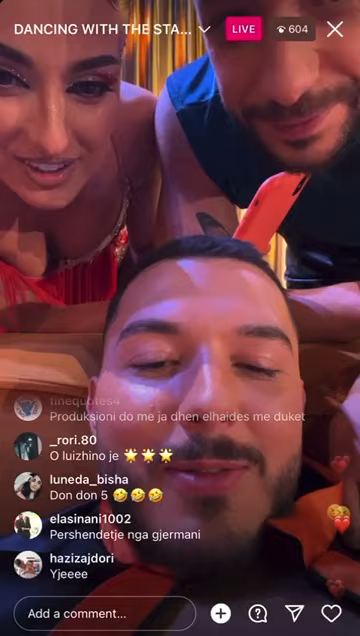 DANCING WITH THE STA...
LIVE
604
finequotes4
Produksioni do me ja dhen elhaides me duket
_rori.80
O luizhino je 🌟🌟🌟
luneda_bisha
Don don 5 🤣🤣🤣
elasinani1002
Pershendetje nga gjermani
hazizajdori
Yjeeee
Add a comment...